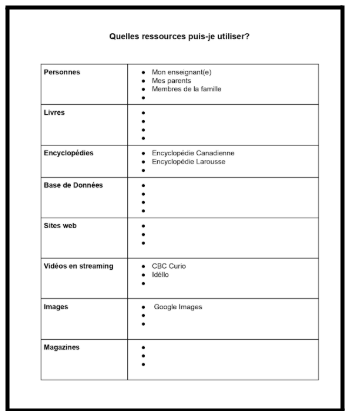 Quelles ressources puis-je utiliser?
Personnes
• Mon enseignant(e)
• Mes parents
• Membres de la famille
•
Livres
•
•
•
•
Encyclopédies
• Encyclopédie Canadienne
• Encyclopédie Larousse
•
Base de Données
•
•
•
•
Sites web
•
•
•
Vidéos en streaming
• CBC Curio
• Idéllo
•
Images
• Google Images
•
•
Magazines
•
•
•